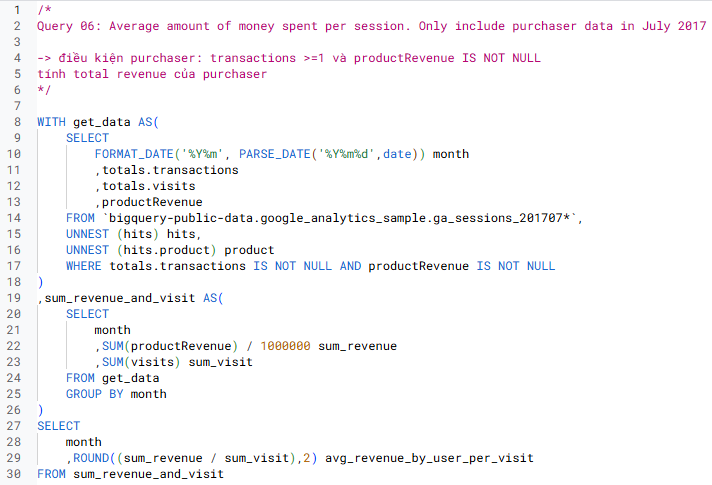 1 /*
2 Query 06: Average amount of money spent per session. Only include purchaser data in July 2017
3
4 -> điều kiện purchaser: transactions >=1 và productRevenue IS NOT NULL
5 tính total revenue của purchaser
6 */
7
8 WITH get_data AS(
9 SELECT
10 FORMAT_DATE('%Y%m', PARSE_DATE('%Y%m%d',date)) month
11 ,totals.transactions
12 ,totals.visits
13 ,productRevenue
14 FROM `bigquery-public-data.google_analytics_sample.ga_sessions_201707*`,
15 UNNEST (hits) hits,
16 UNNEST (hits.product) product
17 WHERE totals.transactions IS NOT NULL AND productRevenue IS NOT NULL
18 )
19 ,sum_revenue_and_visit AS(
20 SELECT
21 month
22 ,SUM(productRevenue) / 1000000 sum_revenue
23 ,SUM(visits) sum_visit
24 FROM get_data
25 GROUP BY month
26 )
27 SELECT
28 month
29 ,ROUND((sum_revenue / sum_visit),2) avg_revenue_by_user_per_visit
30 FROM sum_revenue_and_visit